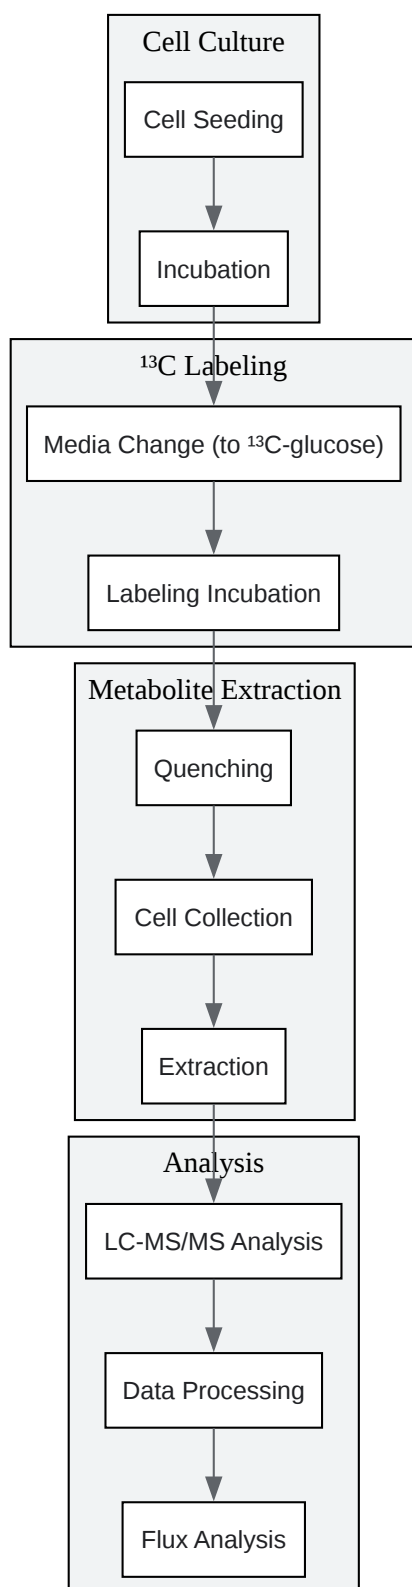 Cell Culture
Cell Seeding
Incubation
¹³C Labeling
Media Change (to ¹³C-glucose)
Labeling Incubation
Metabolite Extraction
Quenching
Cell Collection
Extraction
Analysis
LC-MS/MS Analysis
Data Processing
Flux Analysis